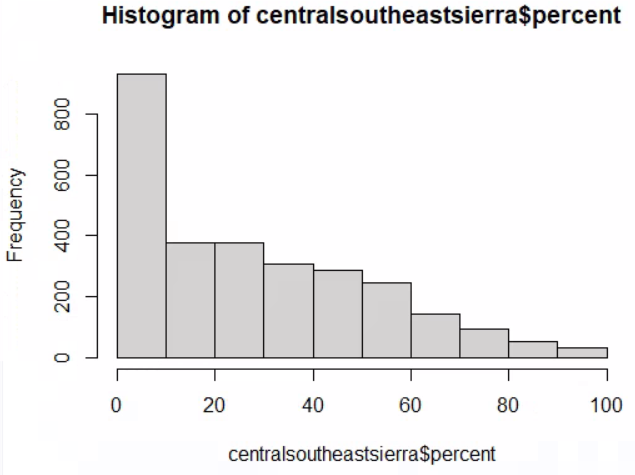 Histogram of centralsoutheastsierra$percent
Frequency
800
600
400
200
0
0 20 40 60 80 100
centralsoutheastsierra$percent